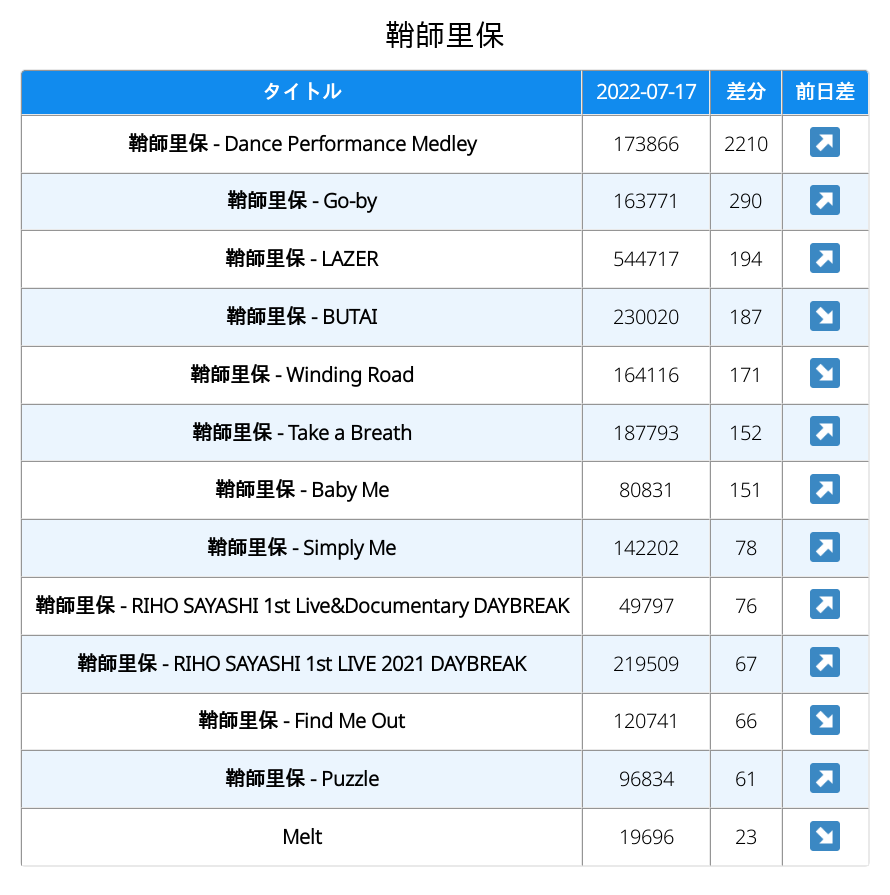 鞘師里保
タイトル 2022-07-17 差分 前日差
鞘師里保 - Dance Performance Medley 173866 2210 ↗
鞘師里保 - Go-by 163771 290 ↗
鞘師里保 - LAZER 544717 194 ↗
鞘師里保 - BUTAI 230020 187 ↘
鞘師里保 - Winding Road 164116 171 ↘
鞘師里保 - Take a Breath 187793 152 ↗
鞘師里保 - Baby Me 80831 151 ↗
鞘師里保 - Simply Me 142202 78 ↗
鞘師里保 - RIHO SAYASHI 1st Live&Documentary DAYBREAK 49797 76 ↗
鞘師里保 - RIHO SAYASHI 1st LIVE 2021 DAYBREAK 219509 67 ↗
鞘師里保 - Find Me Out 120741 66 ↘
鞘師里保 - Puzzle 96834 61 ↗
Melt 19696 23 ↘